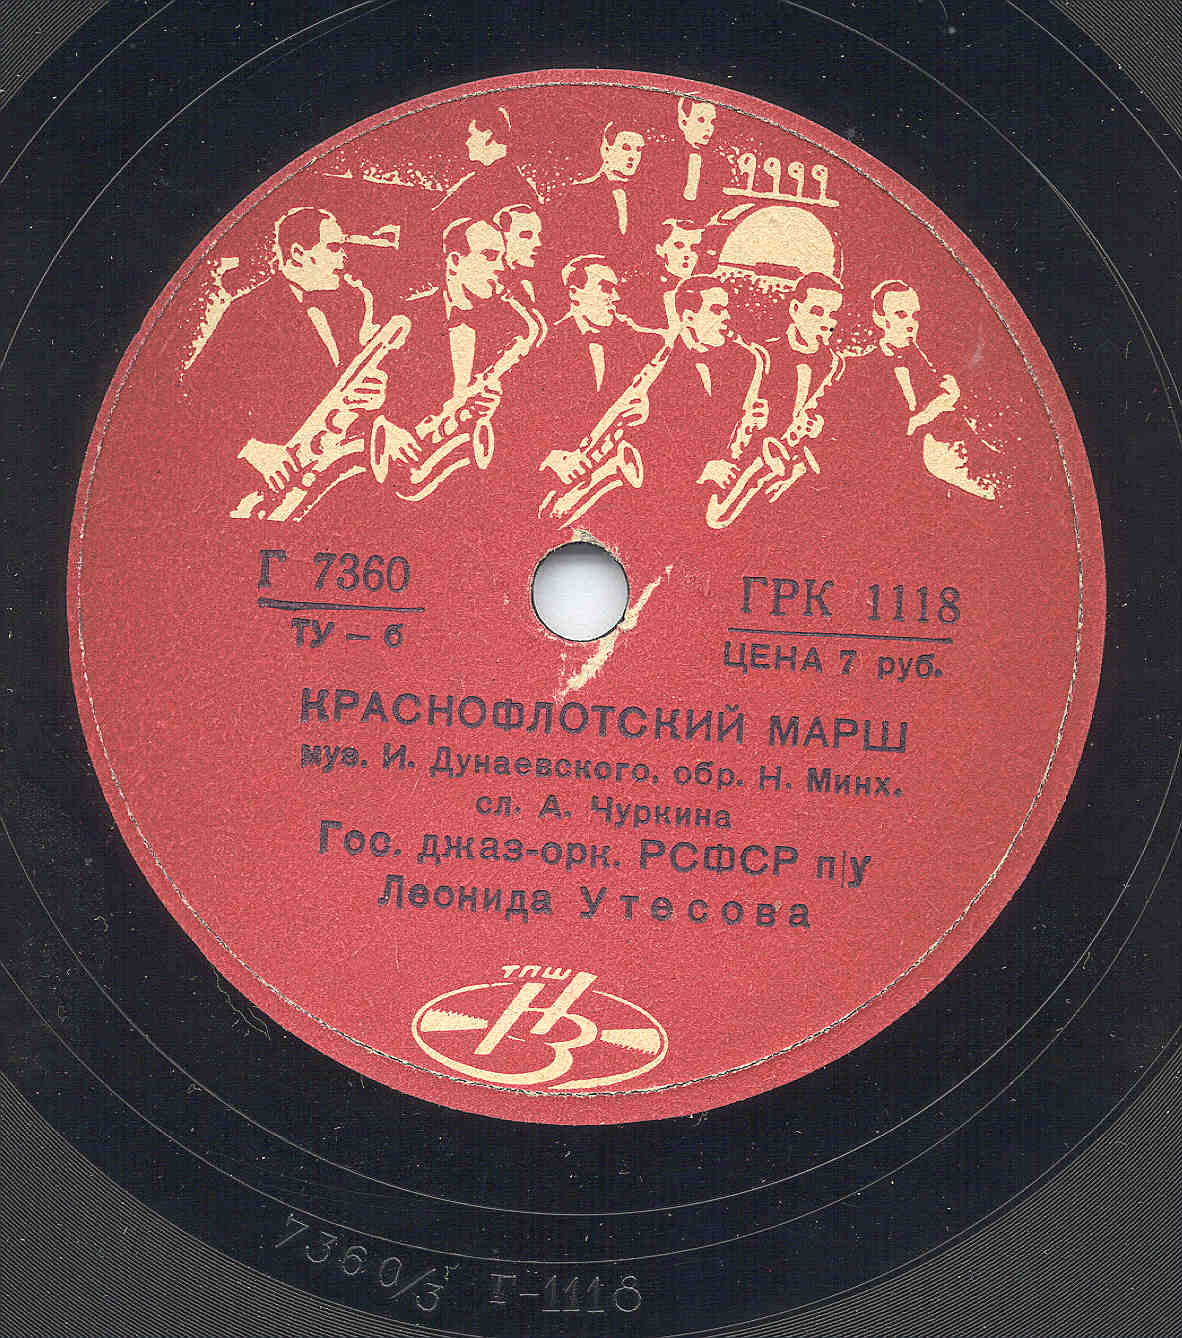 Г 7360
ТУ – б
ГРК 1118
ЦЕНА 7 руб.
КРАСНОФЛОТСКИЙ МАРШ
муз. И. Дунаевского, обр. Н. Минх.
сл. А. Чуркина
Гос. джаз-орк. РСФСР п/у
Леонида Утесова
ТПШ
НЗ
7360/3 Г-1118